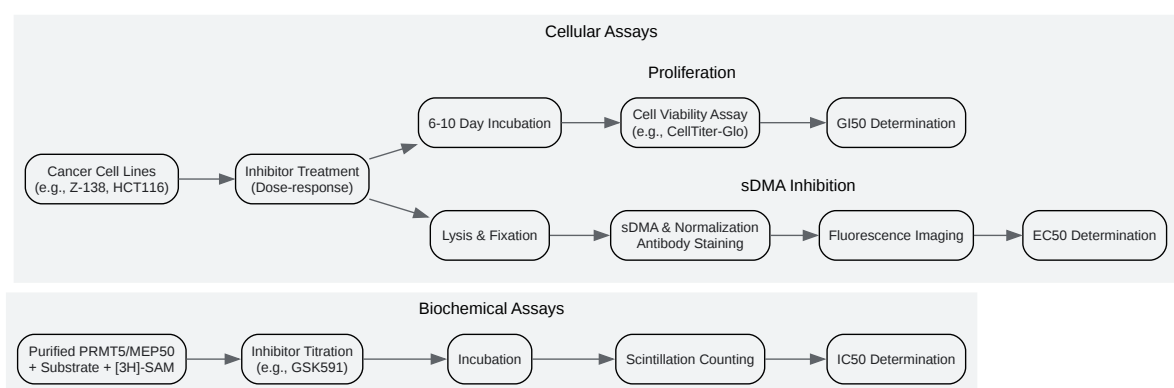 Cellular Assays
Proliferation
6-10 Day Incubation
Cell Viability Assay
(e.g., CellTiter-Glo)
GI50 Determination
Cancer Cell Lines
(e.g., Z-138, HCT116)
Inhibitor Treatment
(Dose-response)
sDMA Inhibition
Lysis & Fixation
sDMA & Normalization
Antibody Staining
Fluorescence Imaging
EC50 Determination
Biochemical Assays
Purified PRMT5/MEP50
+ Substrate + [3H]-SAM
Inhibitor Titration
(e.g., GSK591)
Incubation
Scintillation Counting
IC50 Determination